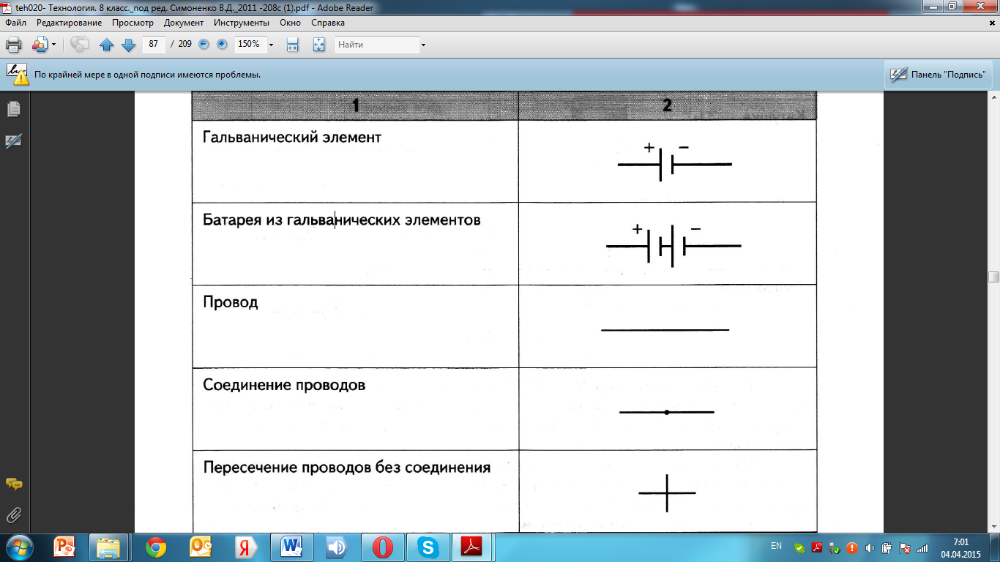 teh020- Технология. 8 класс._под ред. Симоненко В.Д._2011 -208с (1).pdf - Adobe Reader
Файл Редактирование Просмотр Документ Инструменты Окно Справка
87 / 209 150% Найти
По крайней мере в одной подписи имеются проблемы. Панель "Подпись"
1 2
Гальванический элемент
+ −
Батарея из гальванических элементов
+ −
Провод
Соединение проводов
Пересечение проводов без соединения
EN 7:01
04.04.2015